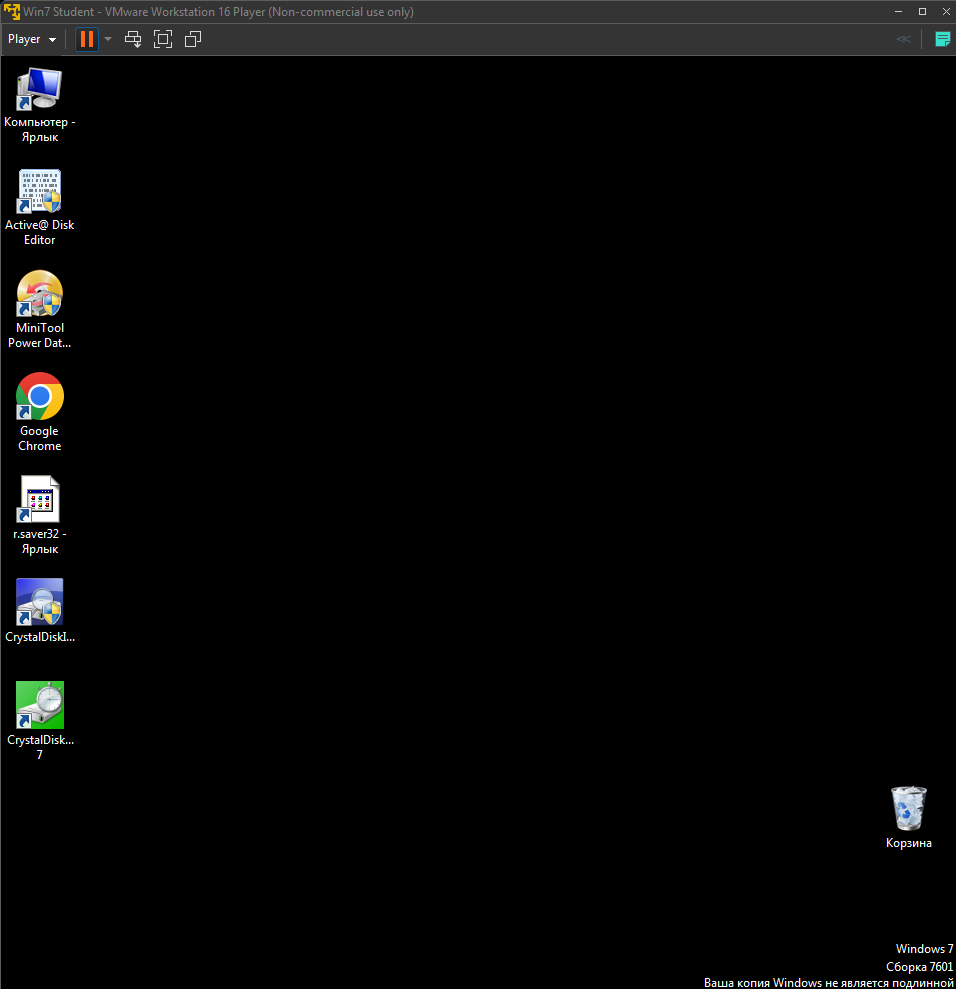 Win7 Student - VMware Workstation 16 Player (Non-commercial use only)
Player
Компьютер -
Ярлык
Active@ Disk
Editor
MiniTool
Power Dat...
Google
Chrome
r.saver32 -
Ярлык
CrystalDiskI...
CrystalDisk...
7
Корзина
Windows 7
Сборка 7601
Ваша копия Windows не является подлинной